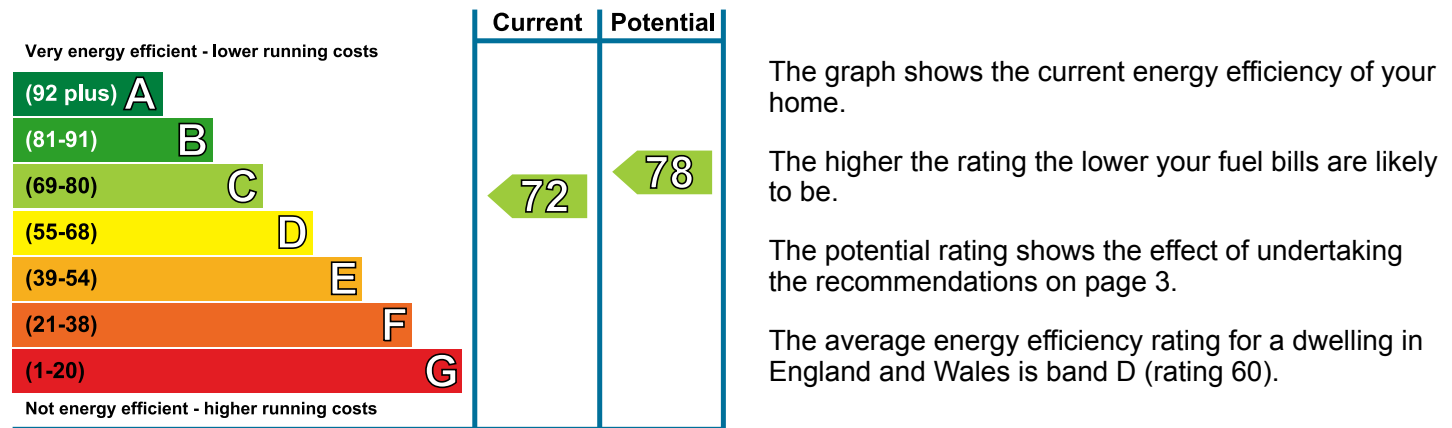 Current Potential
Very energy efficient - lower running costs
(92 plus) A
(81-91) B
(69-80) C
(55-68) D
(39-54) E
(21-38) F
(1-20) G
Not energy efficient - higher running costs
72
78
The graph shows the current energy efficiency of your
home.
The higher the rating the lower your fuel bills are likely
to be.
The potential rating shows the effect of undertaking
the recommendations on page 3.
The average energy efficiency rating for a dwelling in
England and Wales is band D (rating 60).